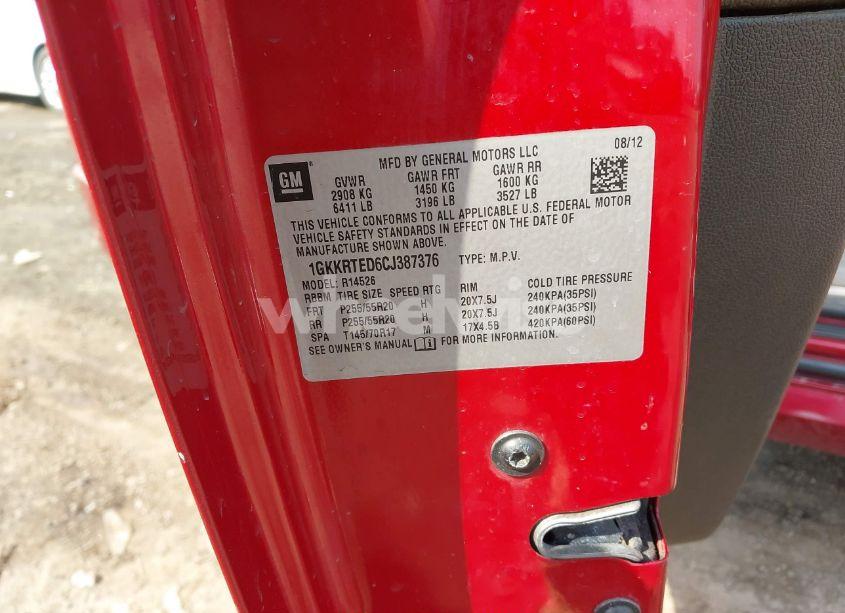 MFD BY GENERAL MOTORS LLC 08/12
GM
GVWR GAWR FRT GAWR RR
2908 KG 1450 KG 1600 KG
6411 LB 3196 LB 3527 LB
THIS VEHICLE CONFORMS TO ALL APPLICABLE U.S. FEDERAL MOTOR
VEHICLE SAFETY STANDARDS IN EFFECT ON THE DATE OF
MANUFACTURE SHOWN ABOVE.
1GKKRTED6CJ387376 TYPE: M.P.V.
MODEL: R14526
RPBM TIRE SIZE SPEED RTG RIM COLD TIRE PRESSURE
FRT P255/55R20 H 20X7.5J 240KPA(35PSI)
RR P255/55R20 H 20X7.5J 240KPA(35PSI)
SPA T145/70R17 M 17X4.5B 420KPA(60PSI)
SEE OWNER'S MANUAL